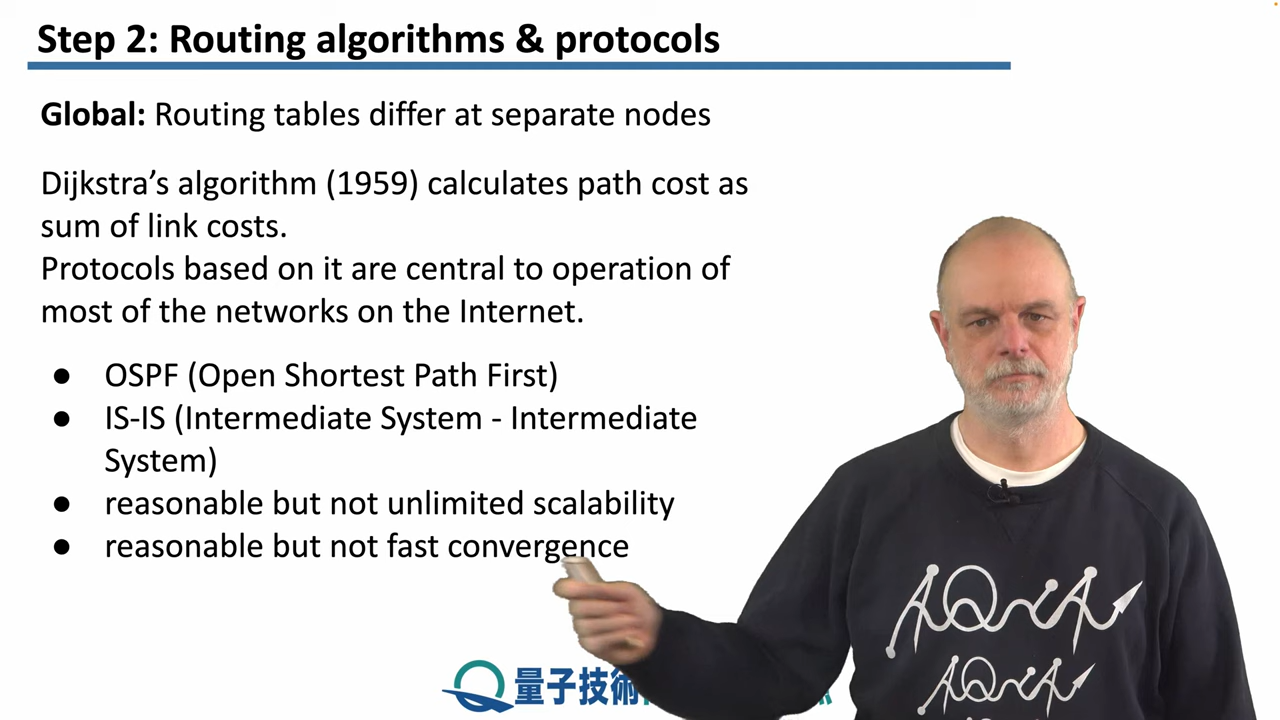 Step 2: Routing algorithms & protocols
Global: Routing tables differ at separate nodes
Dijkstra’s algorithm (1959) calculates path cost as
sum of link costs.
Protocols based on it are central to operation of
most of the networks on the Internet.
● OSPF (Open Shortest Path First)
● IS-IS (Intermediate System - Intermediate
System)
● reasonable but not unlimited scalability
● reasonable but not fast convergence
AQUA
AQUA
量子技術